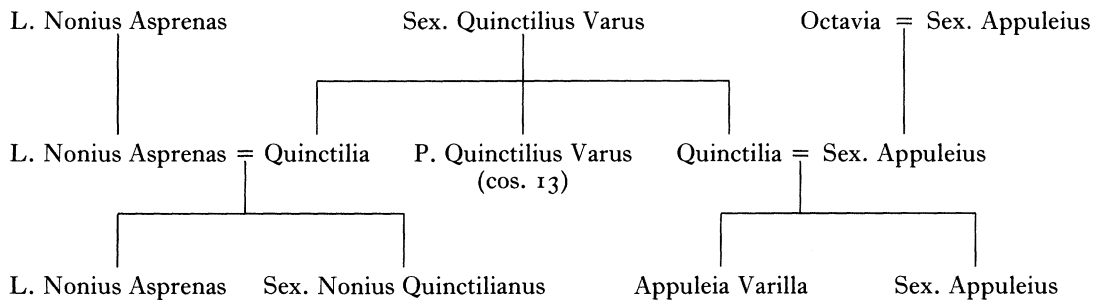 L. Nonius Asprenas Sex. Quinctilius Varus Octavia = Sex. Appuleius
L. Nonius Asprenas = Quinctilia P. Quinctilius Varus Quinctilia = Sex. Appuleius
(cos. 13)
L. Nonius Asprenas Sex. Nonius Quinctilianus Appuleia Varilla Sex. Appuleius